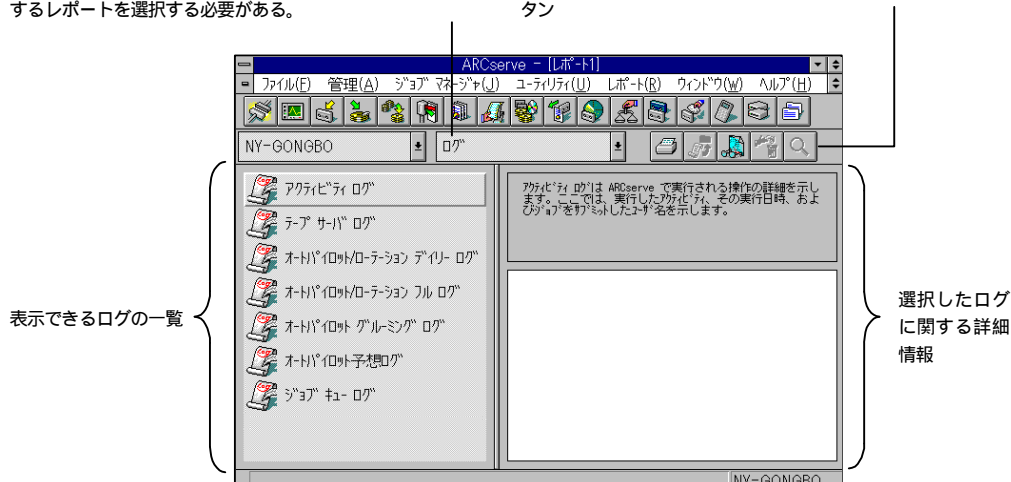 するレポートを選択する必要がある。
タン
ARCserve - [ﾚﾎﾟｰﾄ1]
ﾌｧｲﾙ(F) 管理(A) ｼﾞｮﾌﾞ ﾏﾈｰｼﾞｬ(J) ﾕｰﾃｨﾘﾃｨ(U) ﾚﾎﾟｰﾄ(R) ｳｨﾝﾄﾞｳ(W) ﾍﾙﾌﾟ(H)
NY-GONGBO ﾛｸﾞ
ｱｸﾃｨﾋﾞﾃｨ ﾛｸﾞ
ﾃｰﾌﾟ ｻｰﾊﾞ ﾛｸﾞ
ｵｰﾄﾊﾟｲﾛｯﾄ/ﾛｰﾃｰｼｮﾝ ﾃﾞｲﾘｰ ﾛｸﾞ
ｵｰﾄﾊﾟｲﾛｯﾄ/ﾛｰﾃｰｼｮﾝ ﾌﾙ ﾛｸﾞ
ｵｰﾄﾊﾟｲﾛｯﾄ ｸﾞﾙｰﾐﾝｸﾞ ﾛｸﾞ
ｵｰﾄﾊﾟｲﾛｯﾄ予想ﾛｸﾞ
ｼﾞｮﾌﾞ ｷｭｰ ﾛｸﾞ
ｱｸﾃｨﾋﾞﾃｨ ﾛｸﾞは ARCserve で実行される操作の詳細を示し
ます。ここでは、実行したｱｸﾃｨﾋﾞﾃｨ、その実行日時、およ
びｼﾞｮﾌﾞをｻﾌﾞﾐｯﾄしたﾕｰｻﾞ名を示します。
表示できるログの一覧
選択したログ
に関する詳細
情報
NY-GONGBO